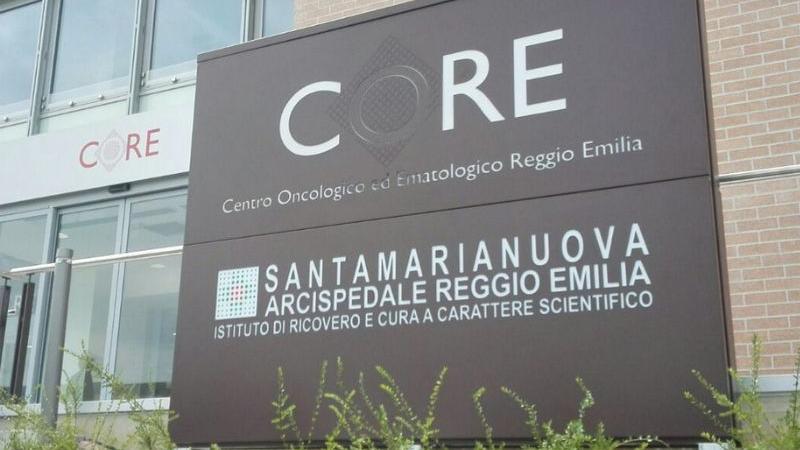 CORE
Centro Oncologico ed Ematologico Reggio Emilia
CORE
SANTAMARIANUOVA
ARCISPEDALE REGGIO EMILIA
ISTITUTO DI RICOVERO E CURA A CARATTERE SCIENTIFICO